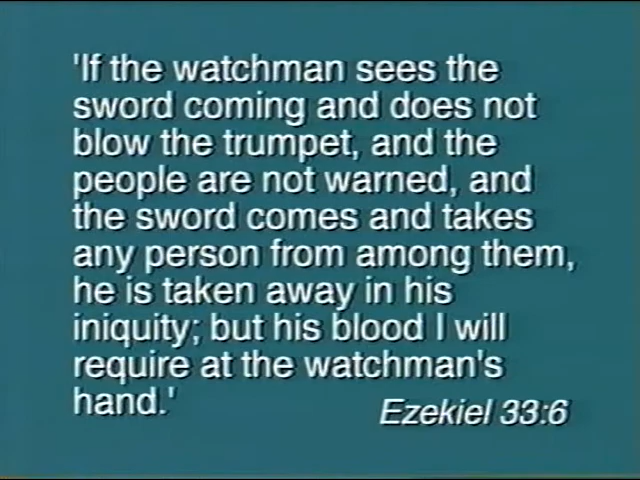 'If the watchman sees the
sword coming and does not
blow the trumpet, and the
people are not warned, and
the sword comes and takes
any person from among them,
he is taken away in his
iniquity; but his blood I will
require at the watchman's
hand.'
Ezekiel 33:6